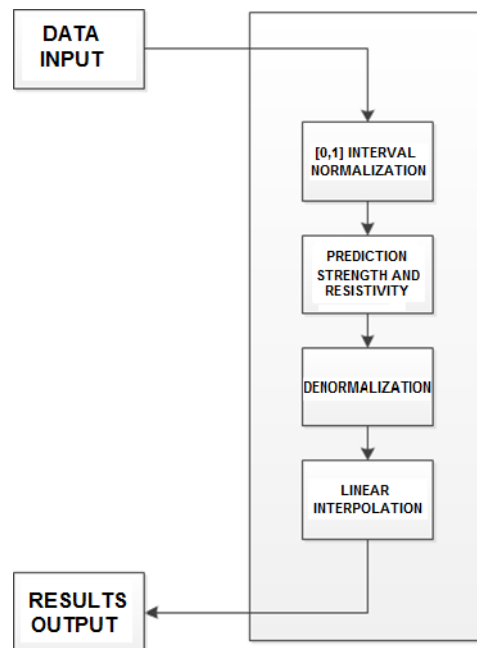 DATA
INPUT
[0,1] INTERVAL
NORMALIZATION
PREDICTION
STRENGTH AND
RESISTIVITY
DENORMALIZATION
LINEAR
INTERPOLATION
RESULTS
OUTPUT